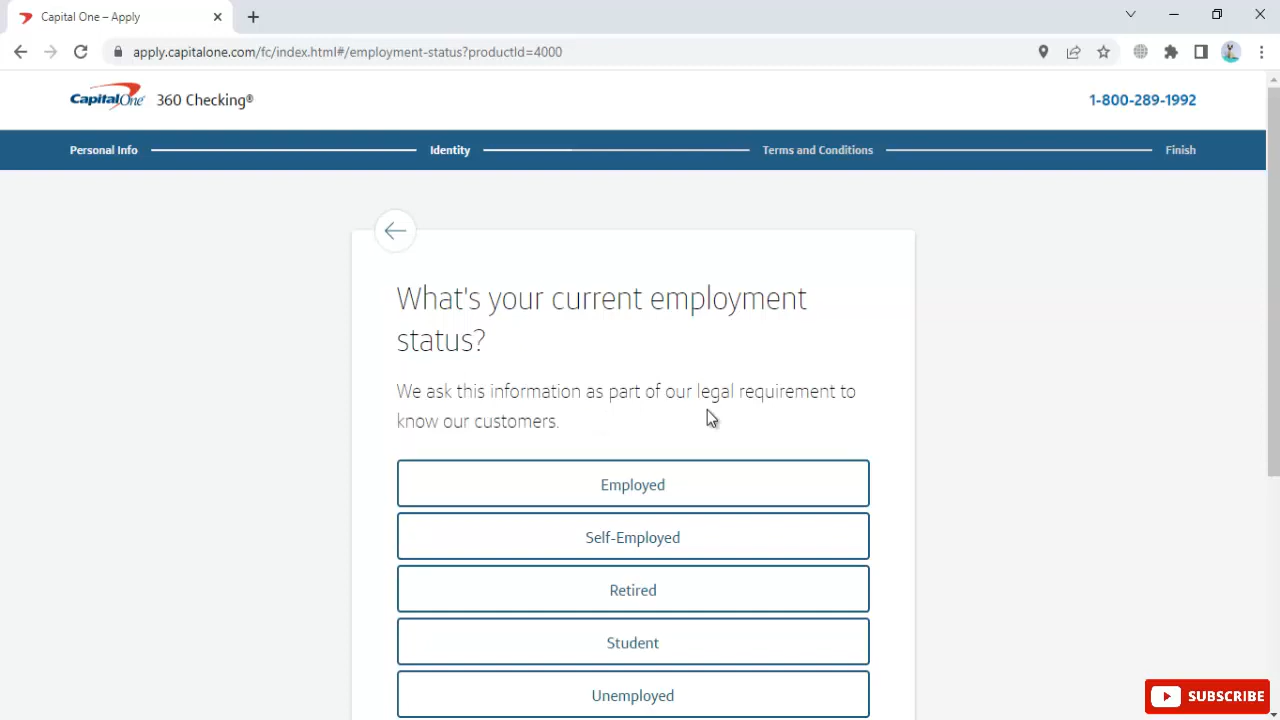 Capital One – Apply
apply.capitalone.com/fc/index.html#/employment-status?productId=4000
Capital One 360 Checking®
1-800-289-1992
Personal Info
Identity
Terms and Conditions
Finish
What's your current employment
status?
We ask this information as part of our legal requirement to
know our customers.
Employed
Self-Employed
Retired
Student
Unemployed
SUBSCRIBE